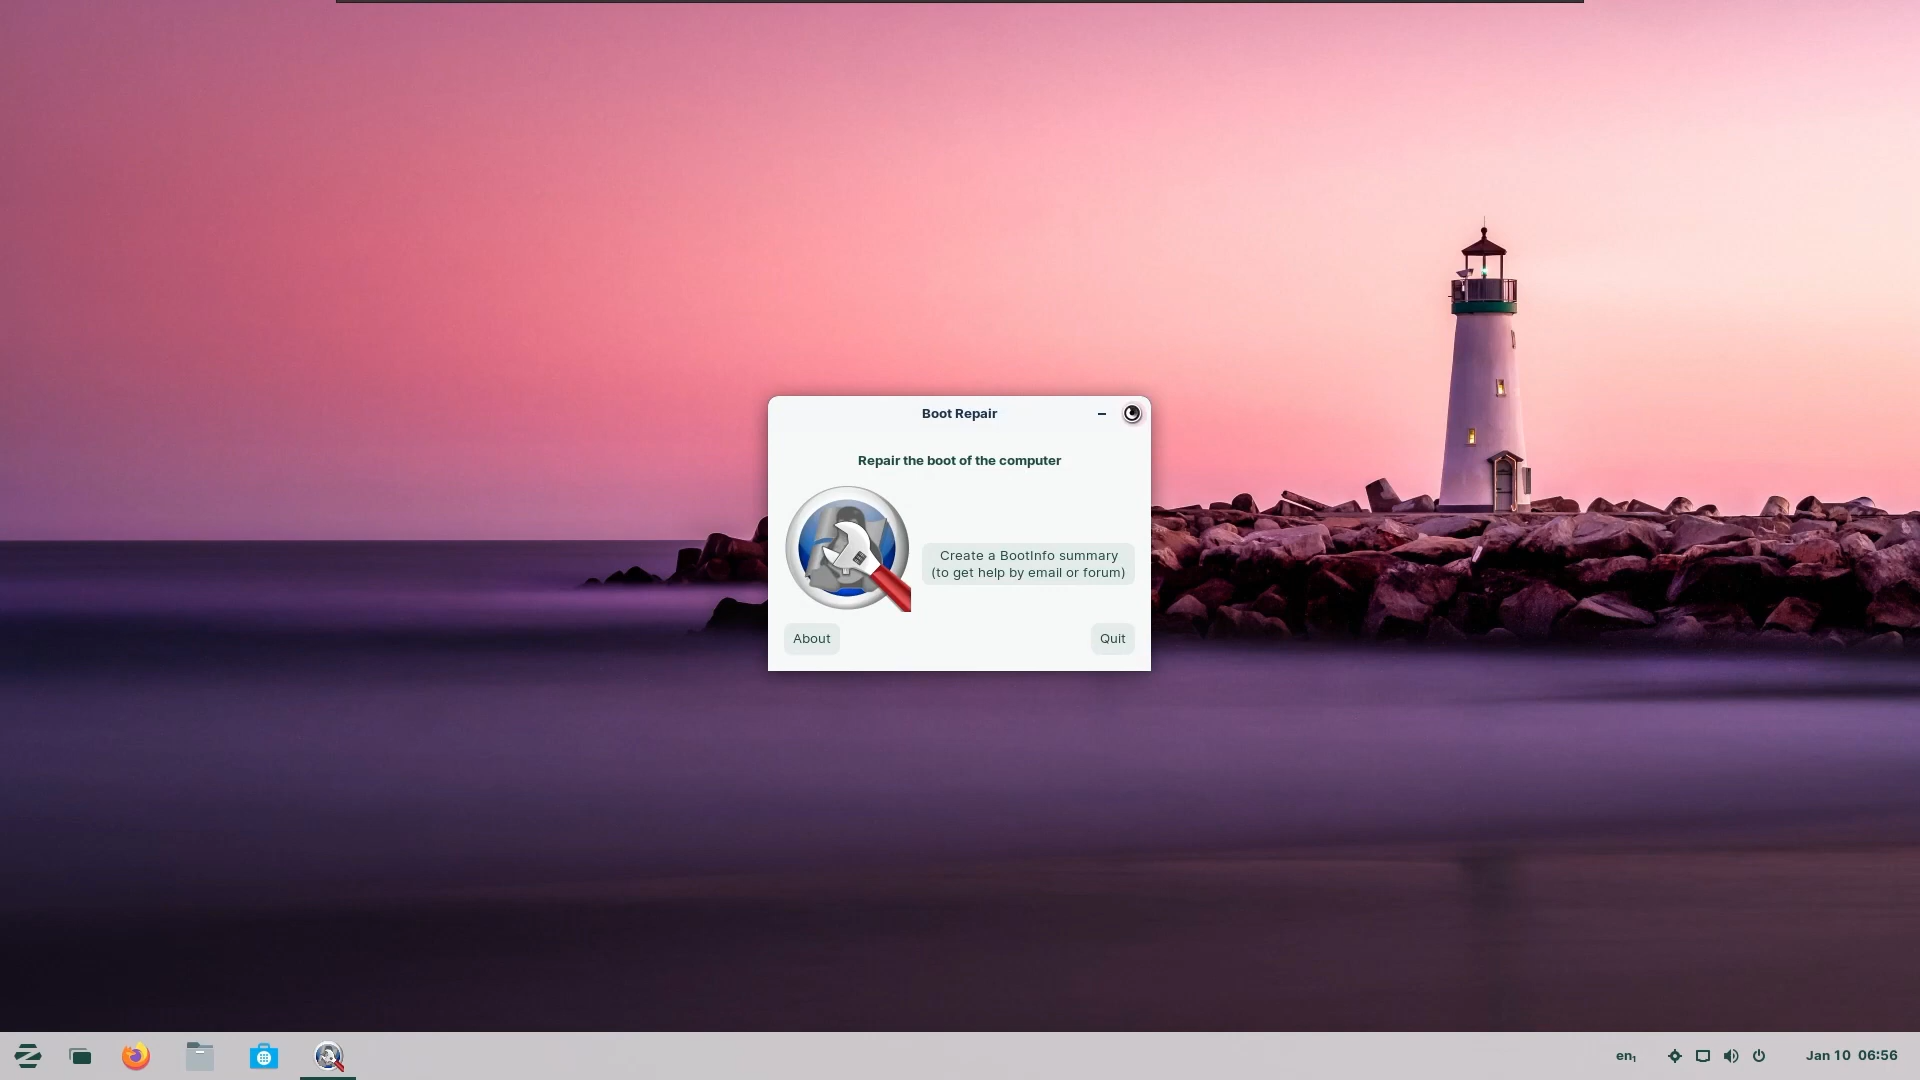 Boot Repair
Repair the boot of the computer
Create a BootInfo summary
(to get help by email or forum)
About
Quit
en₁
Jan 10 06:56